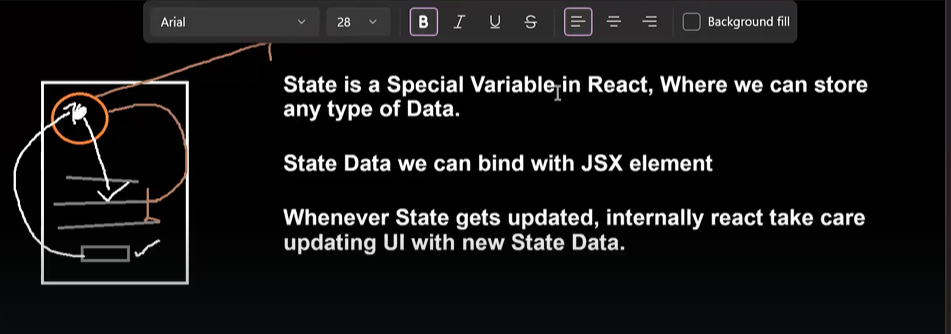 Arial 28 B I U S Background fill
State is a Special Variable in React, Where we can store
any type of Data.
State Data we can bind with JSX element
Whenever State gets updated, internally react take care
updating UI with new State Data.